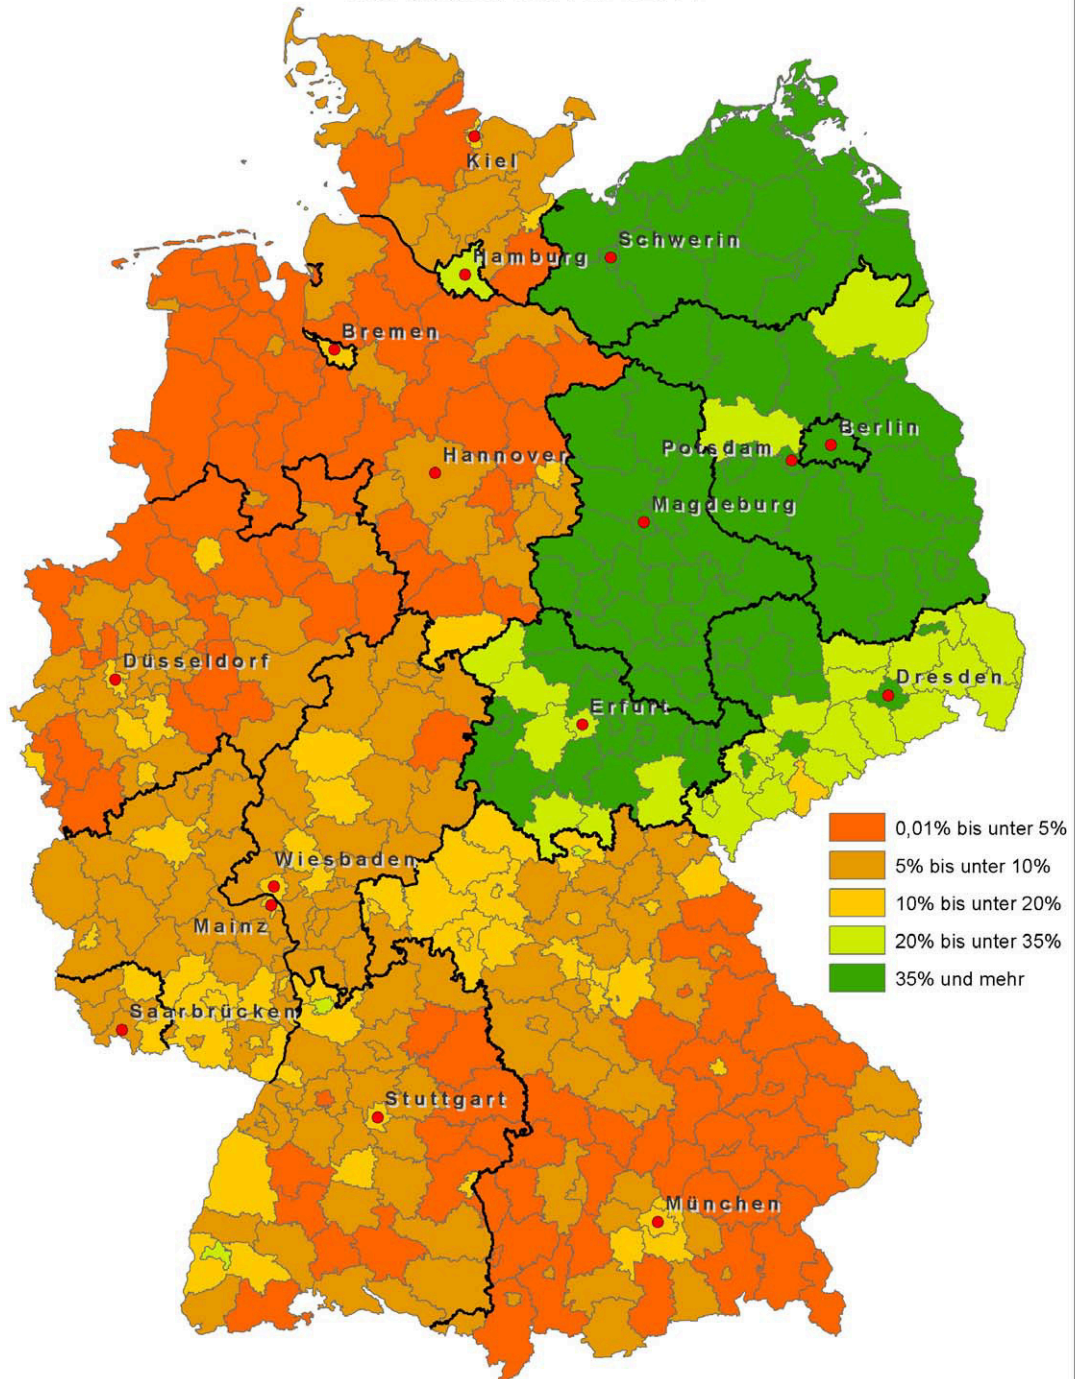 Kiel
Schwerin
Hamburg
Bremen
Berlin
Hannover
Potsdam
Magdeburg
Düsseldorf
Dresden
Erfurt
0,01% bis unter 5%
Wiesbaden
5% bis unter 10%
10% bis unter 20%
Mainz
20% bis unter 35%
35% und mehr
Saarbrücken
Stuttgart
München